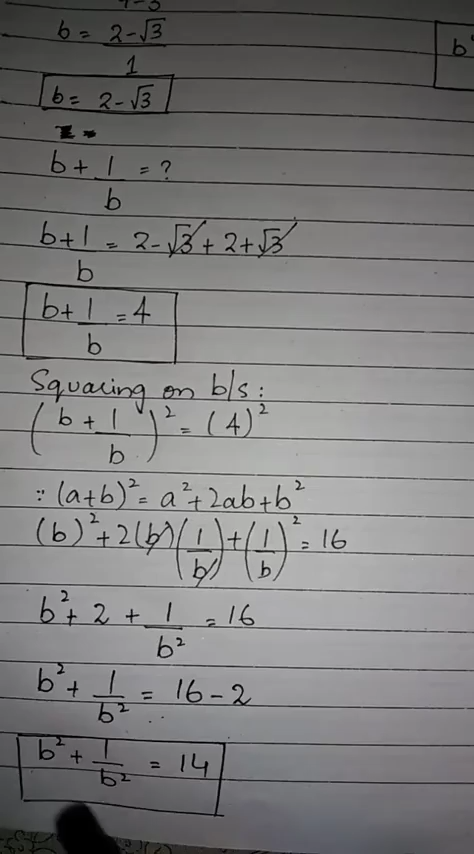 4-3
b = 2-√3
1
b = 2-√3
b + 1/b = ?
b+1/b = 2-√3 + 2+√3
b+1/b = 4
Squaring on b/s:
(b + 1/b)² = (4)²
∵ (a+b)² = a²+2ab+b²
(b)²+2(b)(1/b)+(1/b)² = 16
b²+ 2 + 1/b² = 16
b²+ 1/b² = 16-2
b²+ 1/b² = 14